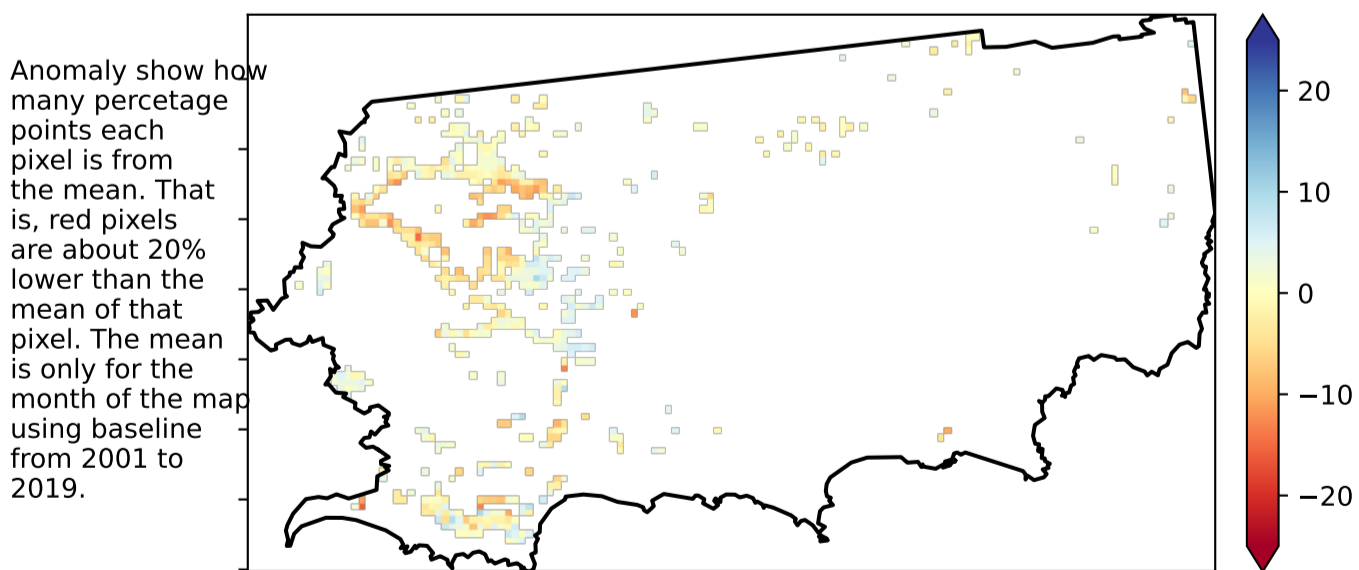 Anomaly show how
many percetage
points each
pixel is from
the mean. That
is, red pixels
are about 20%
lower than the
mean of that
pixel. The mean
is only for the
month of the map
using baseline
from 2001 to
2019.
20
10
0
−10
−20